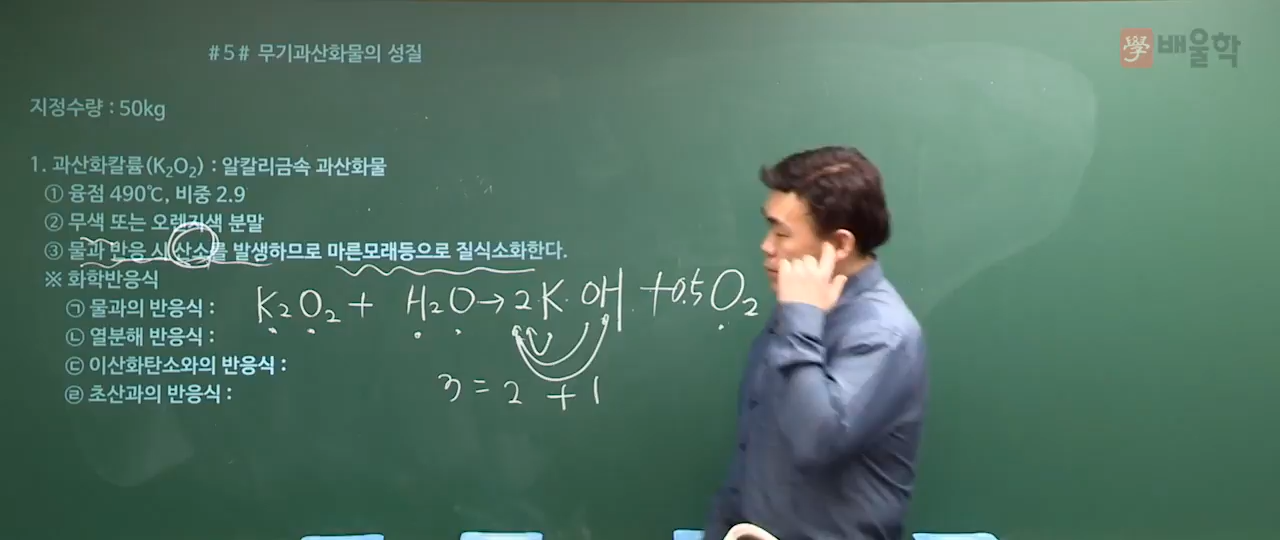 #5# 무기과산화물의 성질
學 배울학
지정수량 : 50kg
1. 과산화칼륨(K₂O₂) : 알칼리금속 과산화물
① 융점 490℃, 비중 2.9
② 무색 또는 오렌지색 분말
③ 물과 반응 시 산소를 발생하므로 마른모래등으로 질식소화한다.
※ 화학반응식
㉠ 물과의 반응식 : K₂O₂ + H₂O → 2KOH + 0.5O₂
㉡ 열분해 반응식 :
㉢ 이산화탄소와의 반응식 :
㉣ 초산과의 반응식 :
3 = 2 + 1